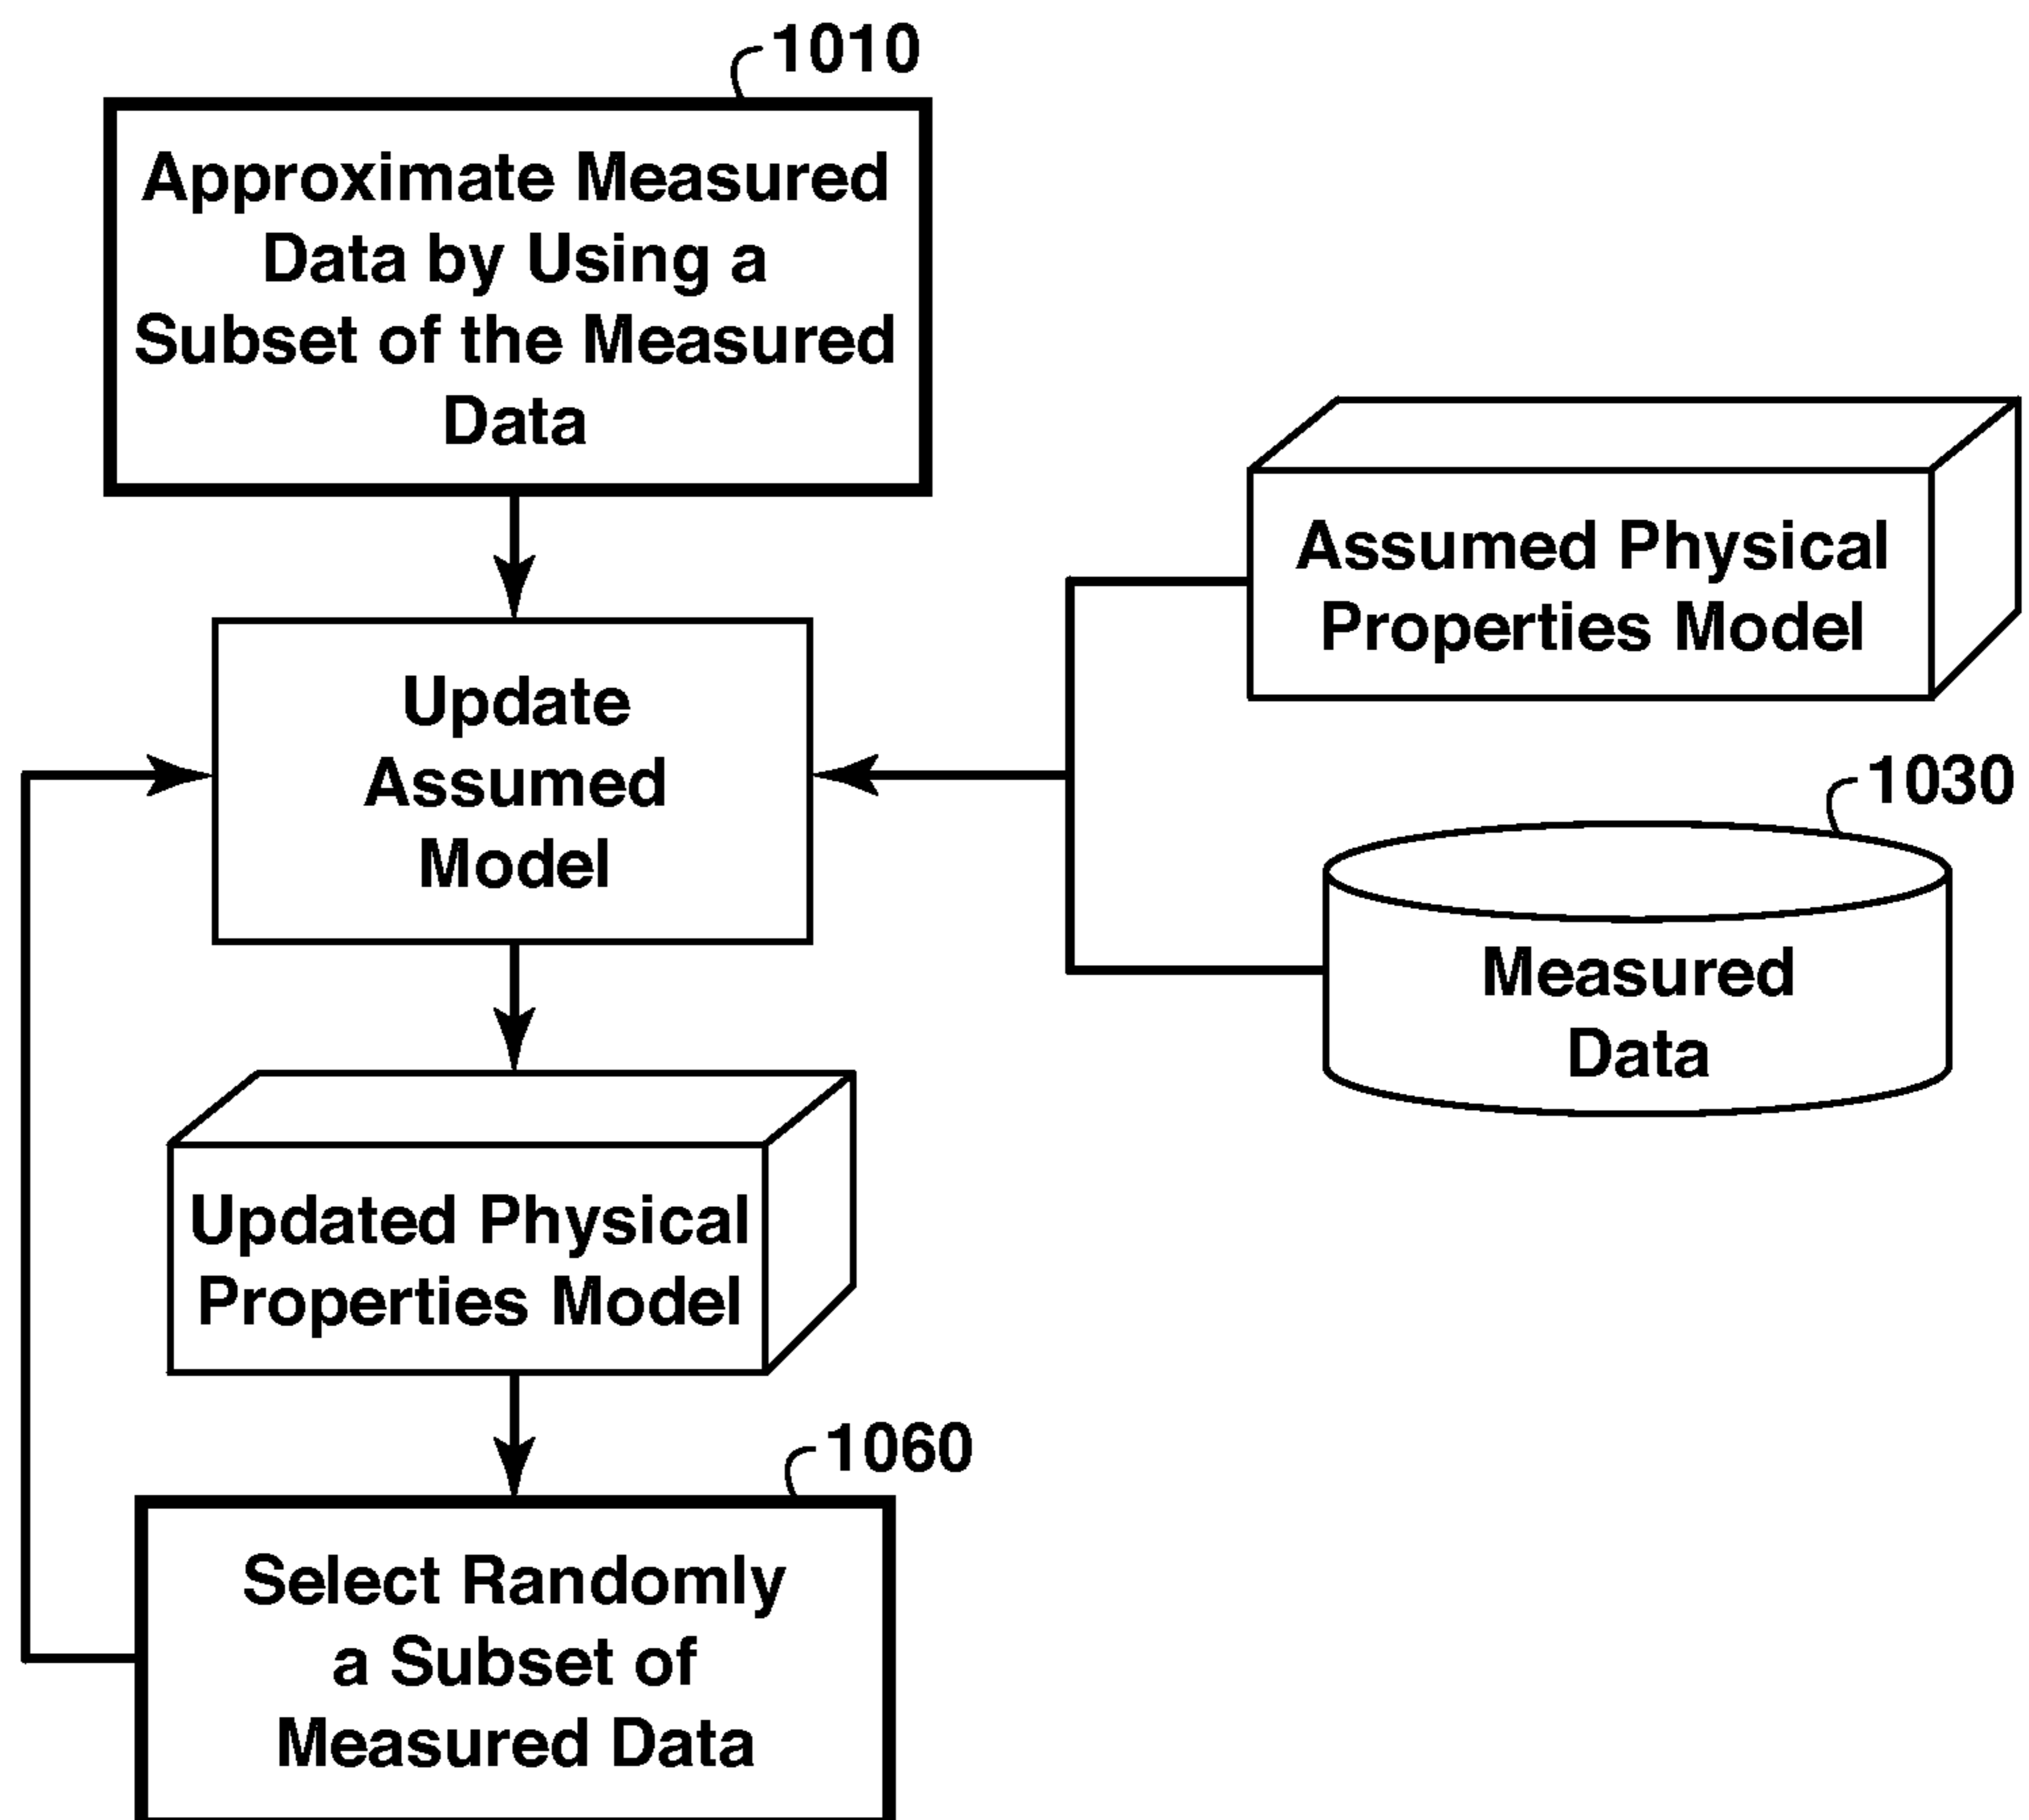 1010
Approximate Measured
Data by Using a
Subset of the Measured
Data
Assumed Physical
Properties Model
Update
Assumed
Model
1030
Measured
Data
Updated Physical
Properties Model
1060
Select Randomly
a Subset of
Measured Data